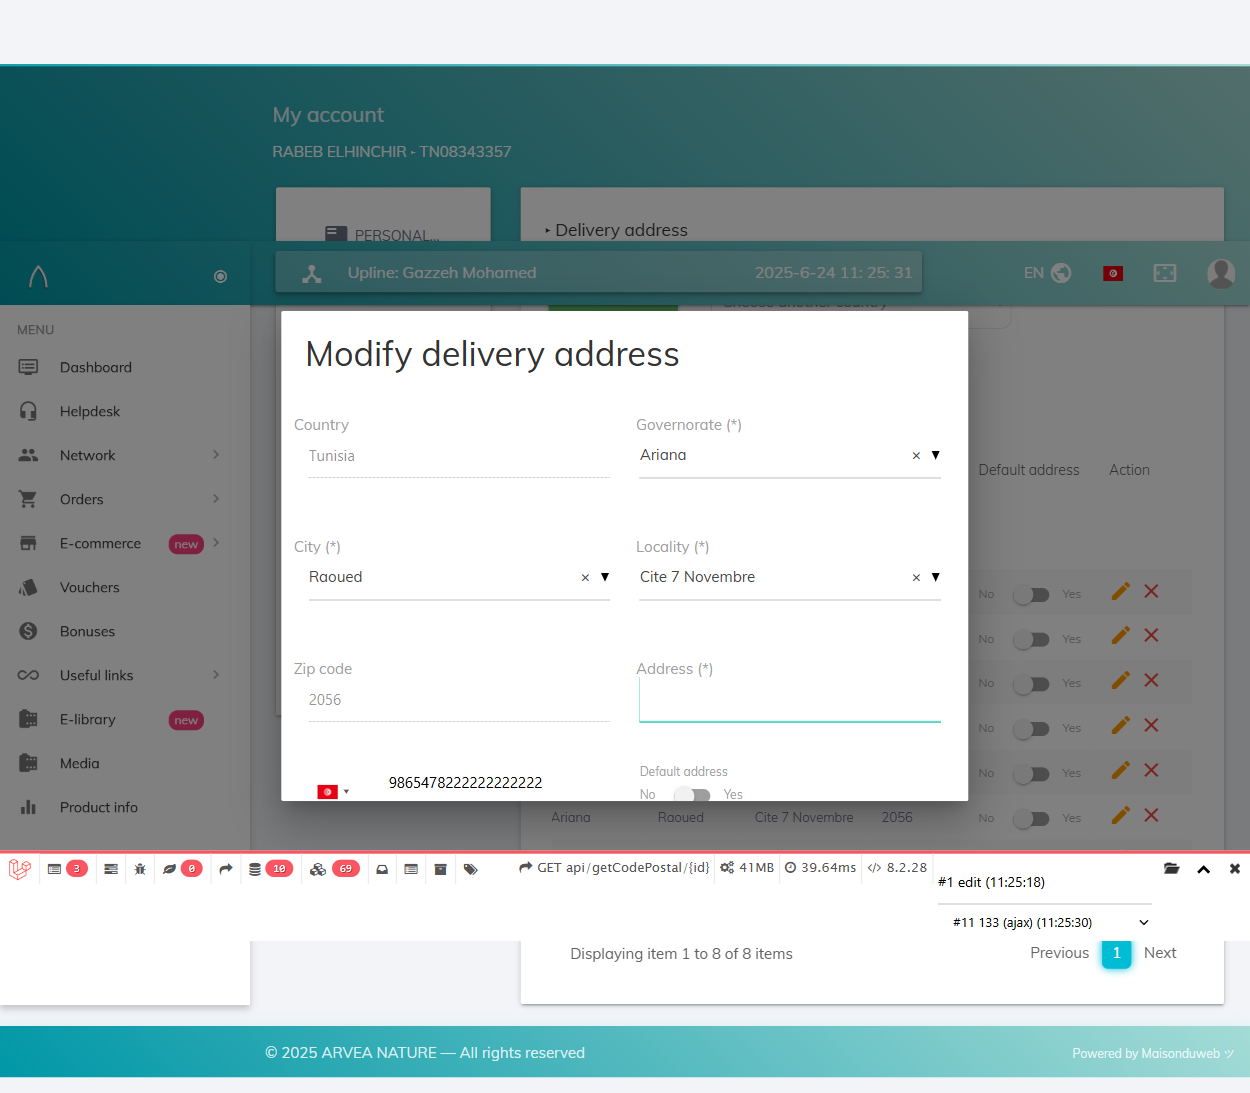 My account
RABEB ELHINCHIR - TN08343357
PERSONAL...
Delivery address
Upline: Gazzeh Mohamed
2025-6-24 11: 25: 31
EN
Choose another country
MENU
Dashboard
Helpdesk
Network
Orders
E-commerce new
Vouchers
Bonuses
Useful links
E-library new
Media
Product info
Modify delivery address
Country
Tunisia
Governorate (*)
Ariana × ▼
City (*)
Raoued × ▼
Locality (*)
Cite 7 Novembre × ▼
Zip code
2056
Address (*)
9865478222222222222
Default address
No Yes
Default address Action
No Yes
No Yes
No Yes
No Yes
No Yes
Ariana Raoued Cite 7 Novembre 2056 No Yes
3 0 10 69 GET api/getCodePostal/{id} 41MB 39.64ms 8.2.28
#1 edit (11:25:18)
#11 133 (ajax) (11:25:30)
Displaying item 1 to 8 of 8 items
Previous 1 Next
© 2025 ARVEA NATURE — All rights reserved
Powered by Maisonduweb ツ